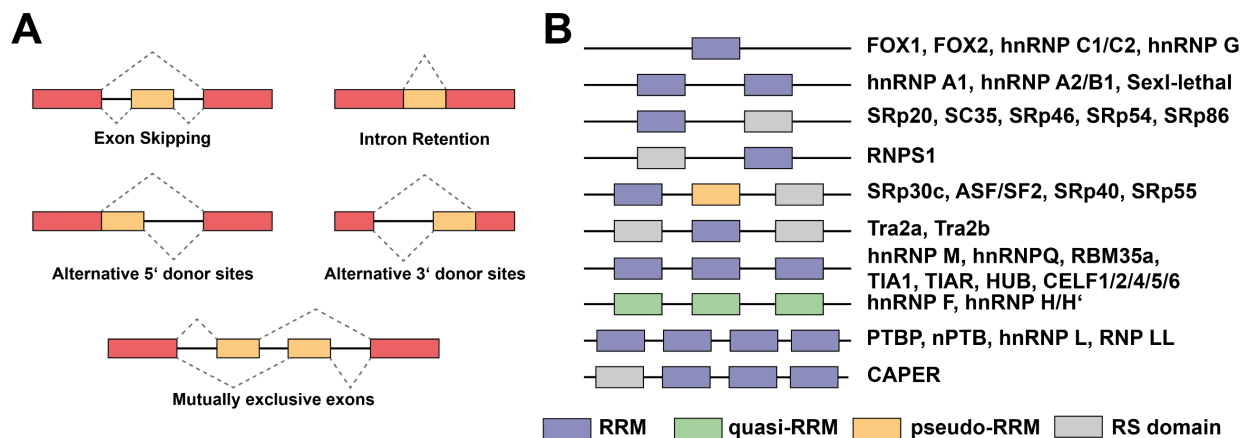 A
Exon Skipping
Intron Retention
Alternative 5‘ donor sites
Alternative 3‘ donor sites
Mutually exclusive exons
B
FOX1, FOX2, hnRNP C1/C2, hnRNP G
hnRNP A1, hnRNP A2/B1, Sexl-lethal
SRp20, SC35, SRp46, SRp54, SRp86
RNPS1
SRp30c, ASF/SF2, SRp40, SRp55
Tra2a, Tra2b
hnRNP M, hnRNPQ, RBM35a,
TIA1, TIAR, HUB, CELF1/2/4/5/6
hnRNP F, hnRNP H/H‘
PTBP, nPTB, hnRNP L, RNP LL
CAPER
RRM
quasi-RRM
pseudo-RRM
RS domain